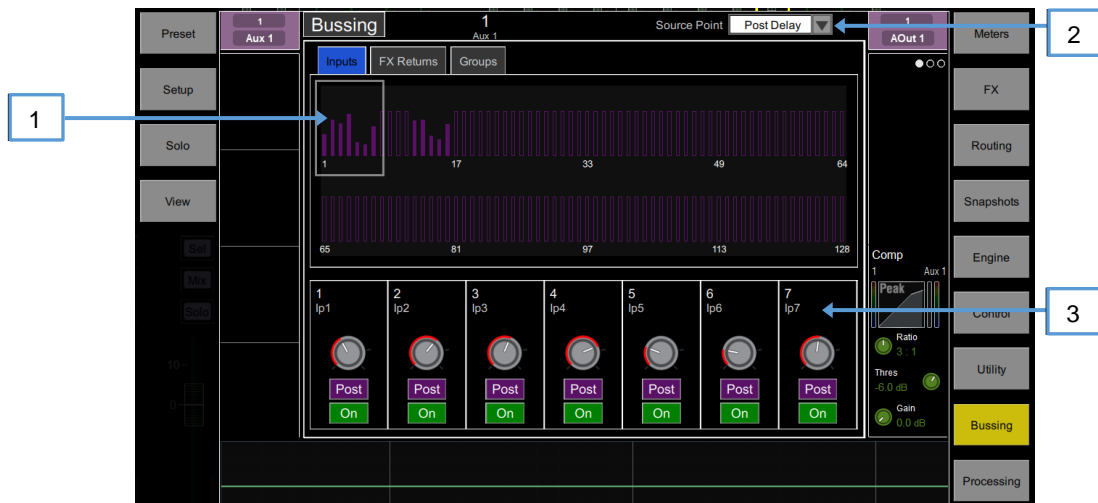 Preset
Setup
Solo
View
Sel
Mix
Solo
10
0
1
Aux 1
Bussing
1
Aux 1
Source Point
Post Delay
1
AOut 1
Inputs
FX Returns
Groups
1 17 33 49 64
65 81 97 113 128
1
Ip1
Post
On
2
Ip2
Post
On
3
Ip3
Post
On
4
Ip4
Post
On
5
Ip5
Post
On
6
Ip6
Post
On
7
Ip7
Post
On
Comp
1 Aux 1
Peak
Ratio
3 : 1
Thres
-6.0 dB
Gain
0.0 dB
Meters
FX
Routing
Snapshots
Engine
Control
Utility
Bussing
Processing
1
2
3